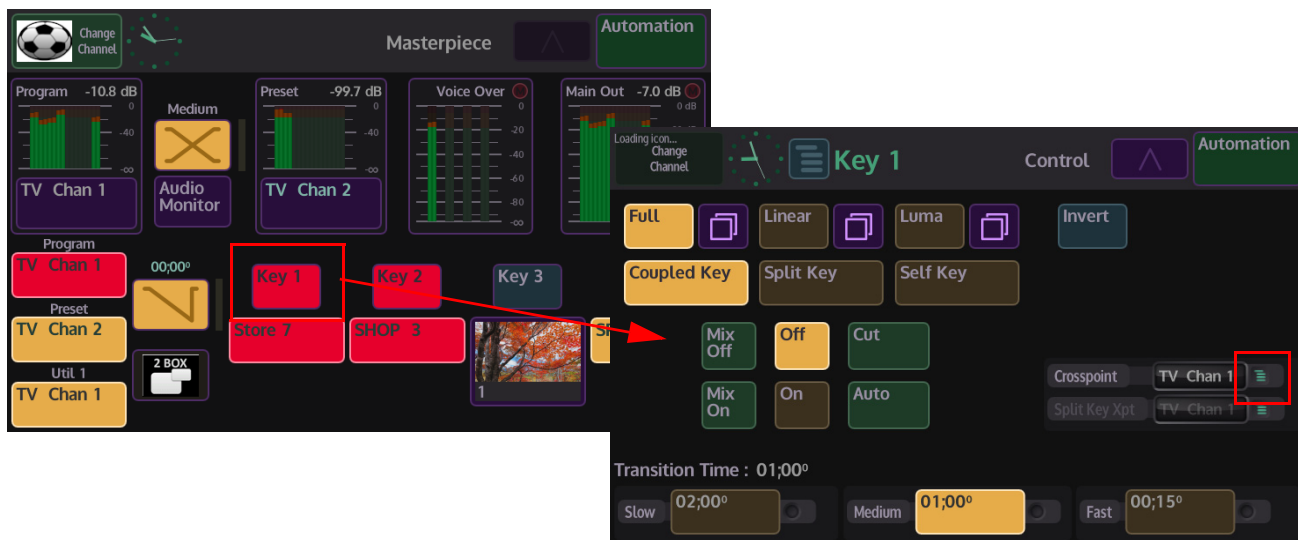 Change
Channel
Masterpiece
Automation
Program -10.8 dB
0
-40
-∞
TV Chan 1
Medium
Audio
Monitor
Preset -99.7 dB
0
-40
-∞
TV Chan 2
Voice Over
0
-20
-40
-60
-80
-∞
Main Out -7.0 dB
0 dB
Program
TV Chan 1
00;00⁰
Key 1
Key 2
Key 3
Preset
TV Chan 2
Store 7
SHOP 3
2 BOX
Util 1
TV Chan 1
1
Loading icon...
Change
Channel
Key 1
Control
Automation
Full
Linear
Luma
Invert
Coupled Key
Split Key
Self Key
Mix
Off
Off
Cut
Mix
On
On
Auto
Crosspoint
TV Chan 1
Split Key Xpt
TV Chan 1
Transition Time : 01;00⁰
Slow
02;00⁰
Medium
01;00⁰
Fast
00;15⁰